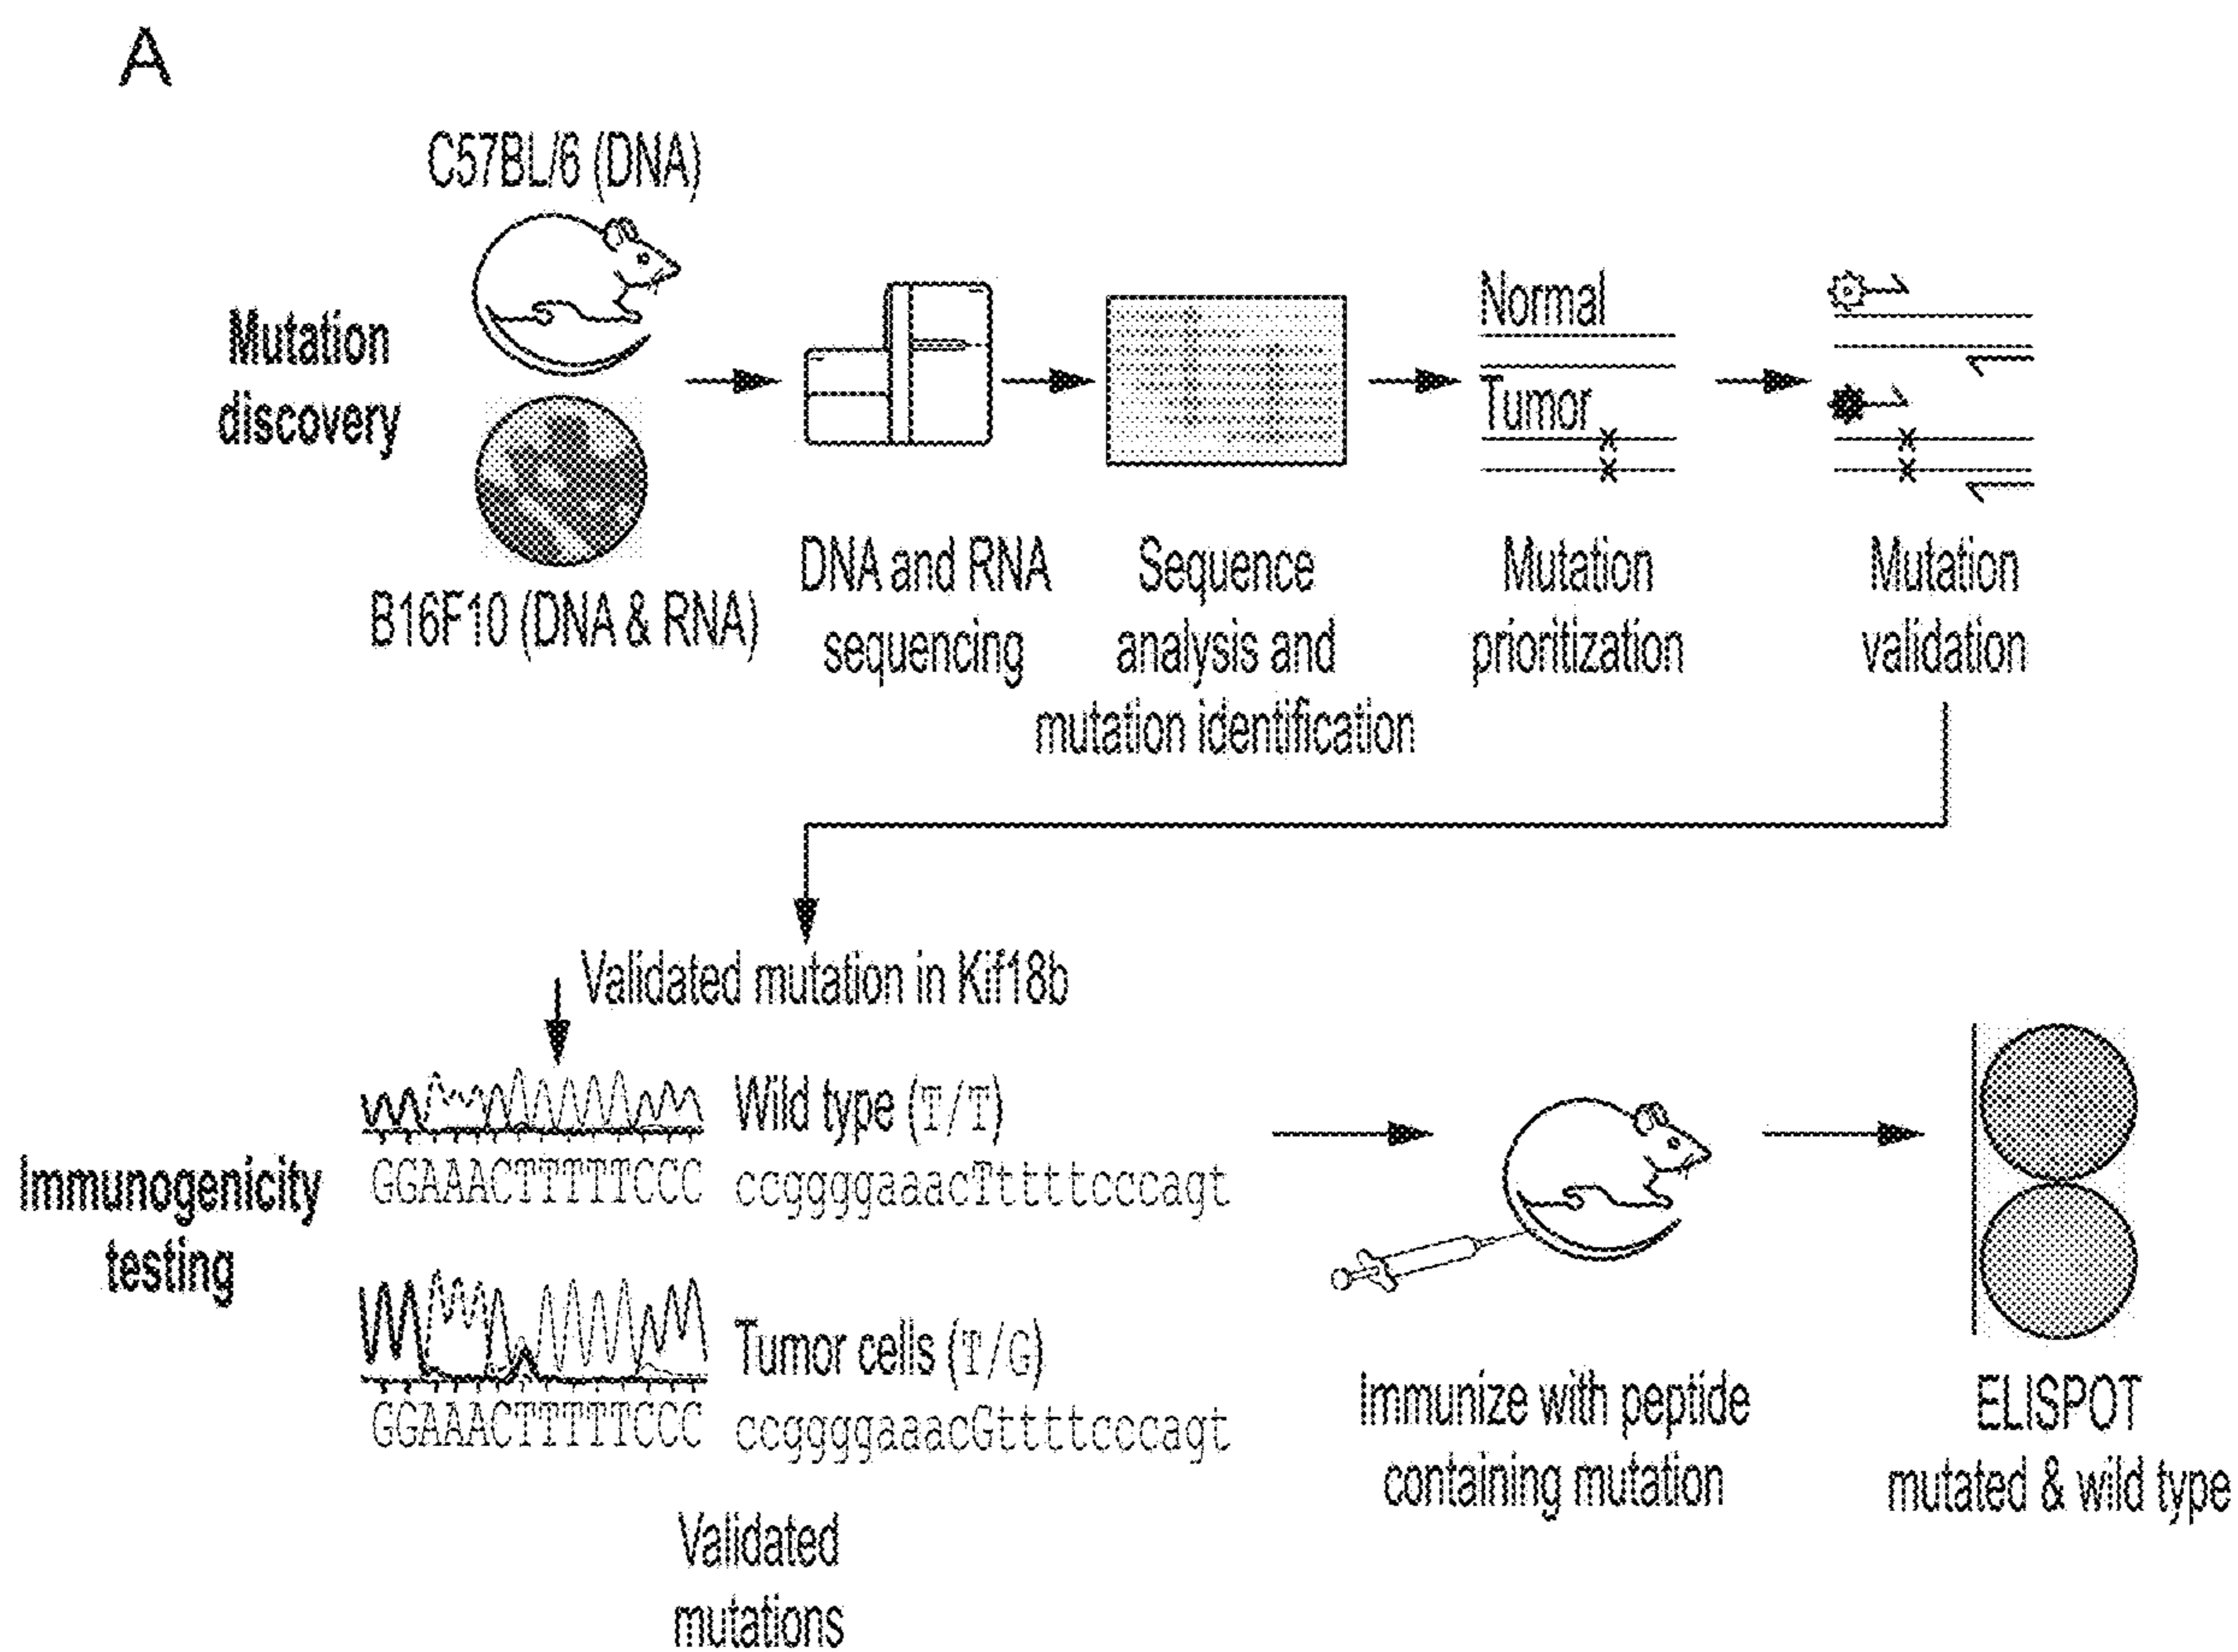 A
C57BL/6 (DNA)
Mutation
discovery
B16F10 (DNA & RNA)
DNA and RNA
sequencing
Sequence
analysis and
mutation identification
Normal
Tumor
Mutation
prioritization
Mutation
validation
Validated mutation in Kif18b
Immunogenicity
testing
Wild type (T/T)
GGAAACTTTTTCCC ccggggaaacTttttcccagt
Tumor cells (T/G)
GGAAACTTTTTCCC ccggggaaacGttttcccagt
Validated
mutations
Immunize with peptide
containing mutation
ELISPOT
mutated & wild type